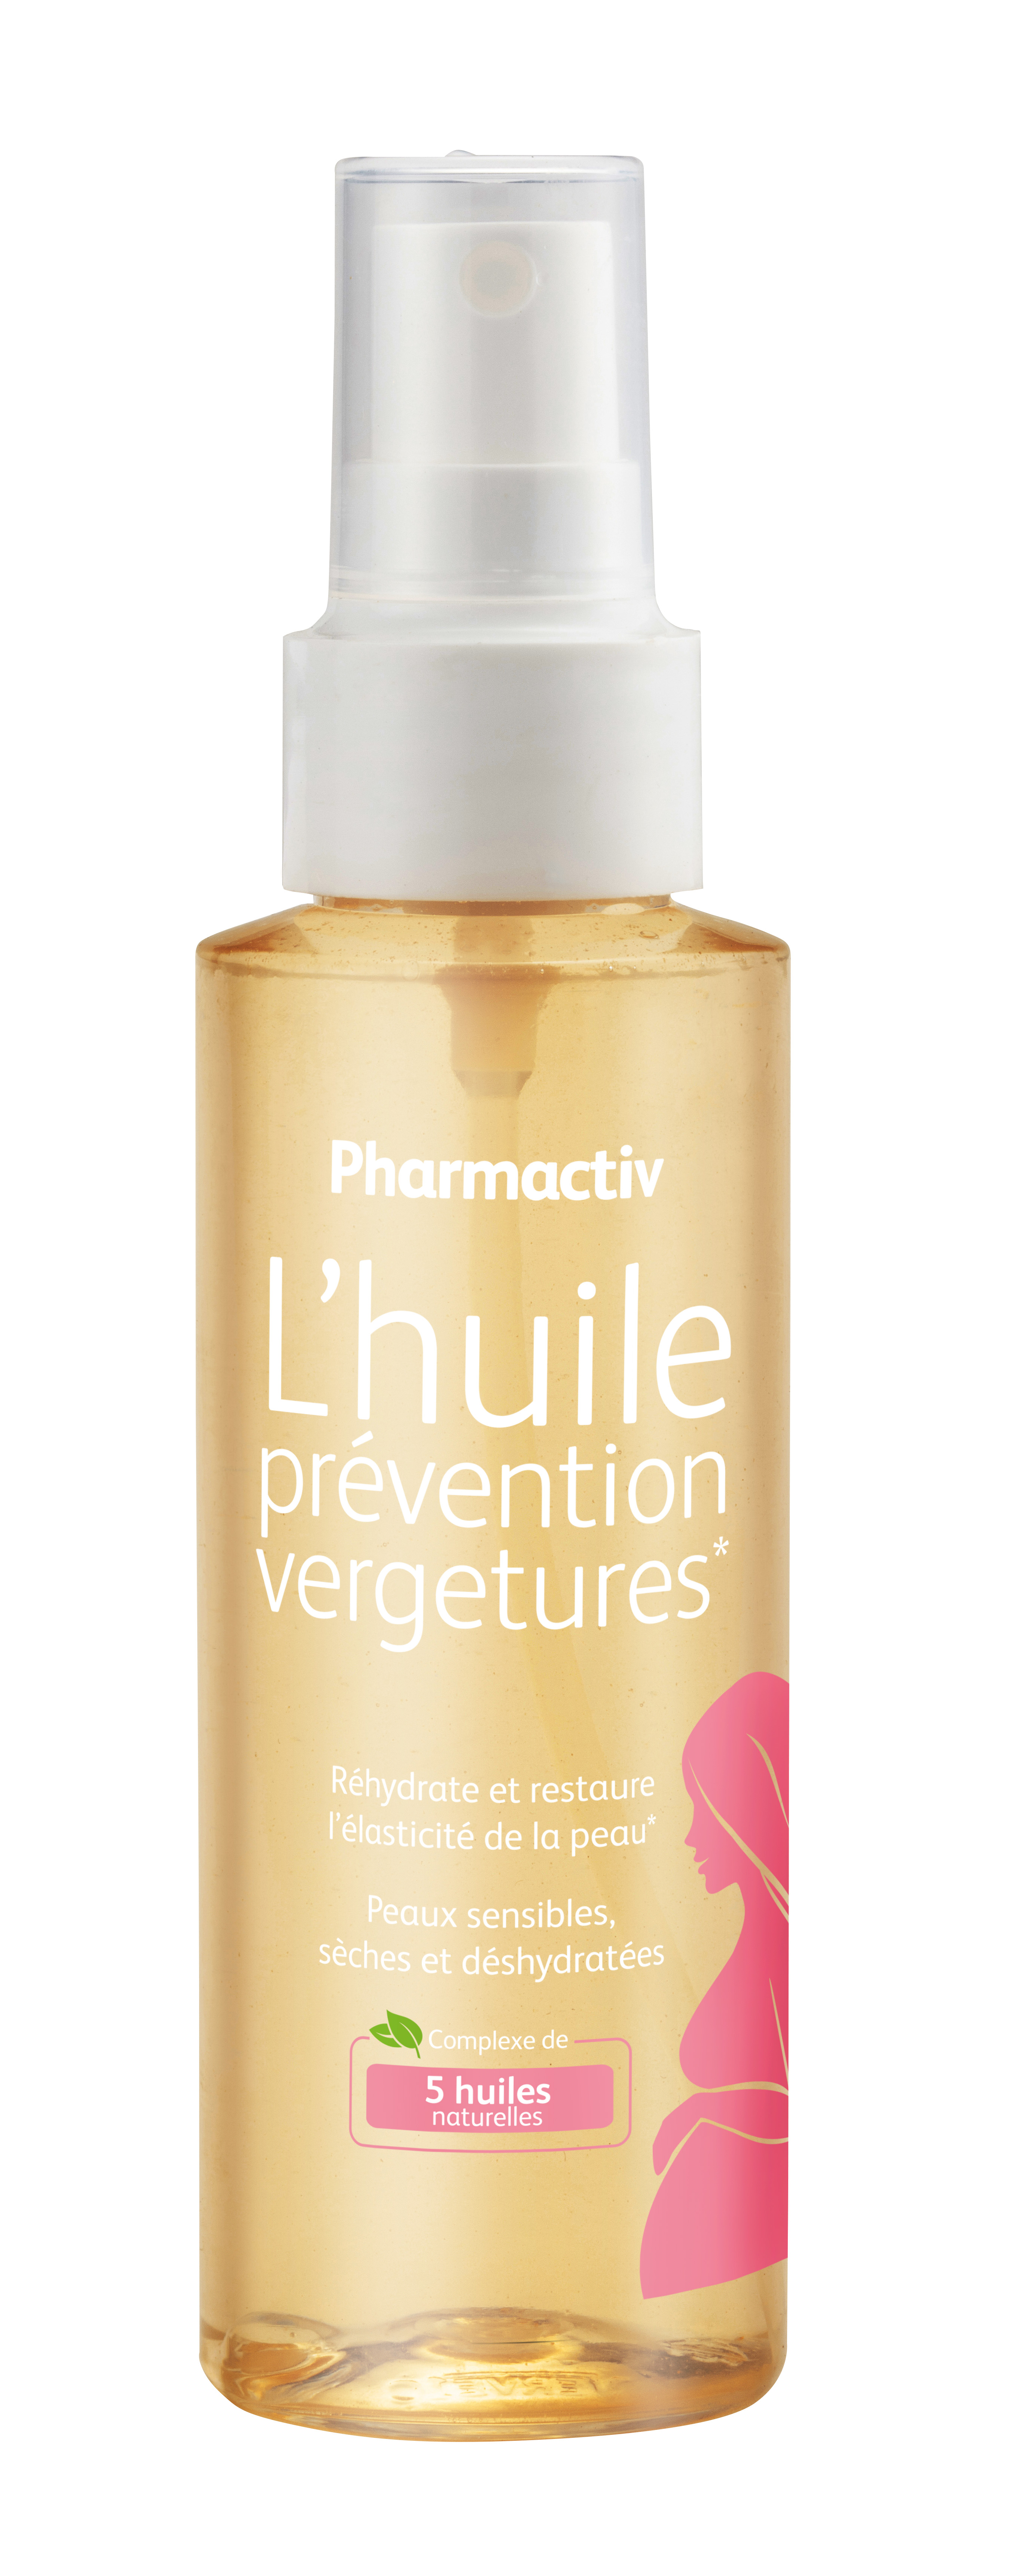 Pharmactiv
L'huile
prévention
vergetures*
Réhydrate et restaure
l'élasticité de la peau*
Peaux sensibles,
sèches et déshydratées
Complexe de
5 huiles
naturelles